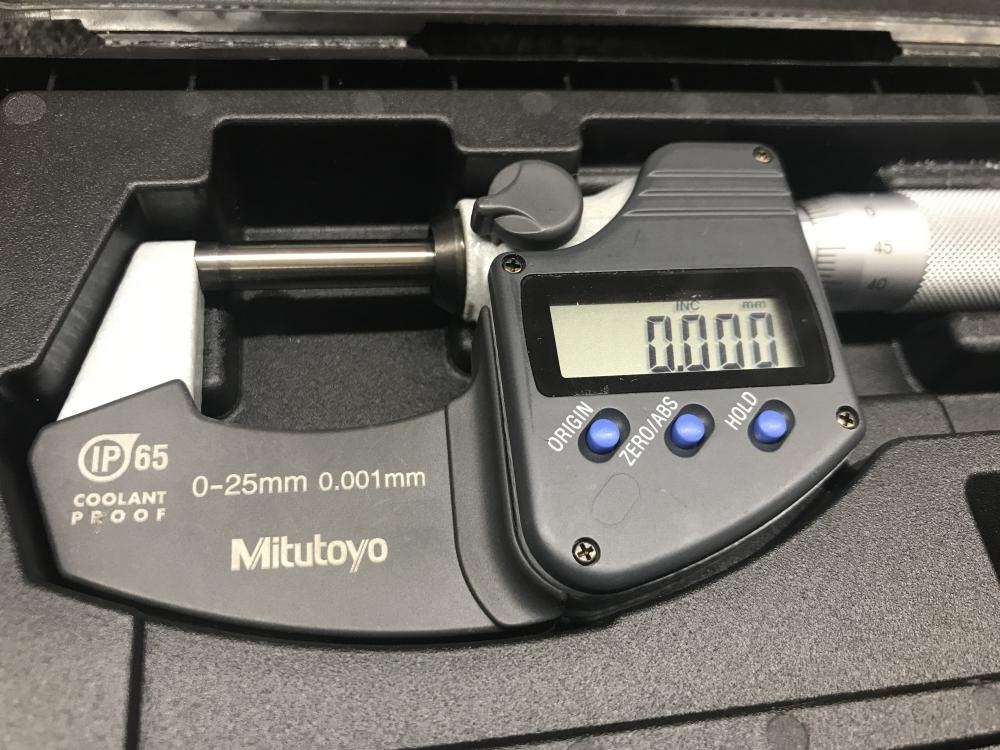 0
45
40
INC mm
0.000
ORIGIN
ZERO/ABS
HOLD
IP65
COOLANT
PROOF
0-25mm 0.001mm
Mitutoyo